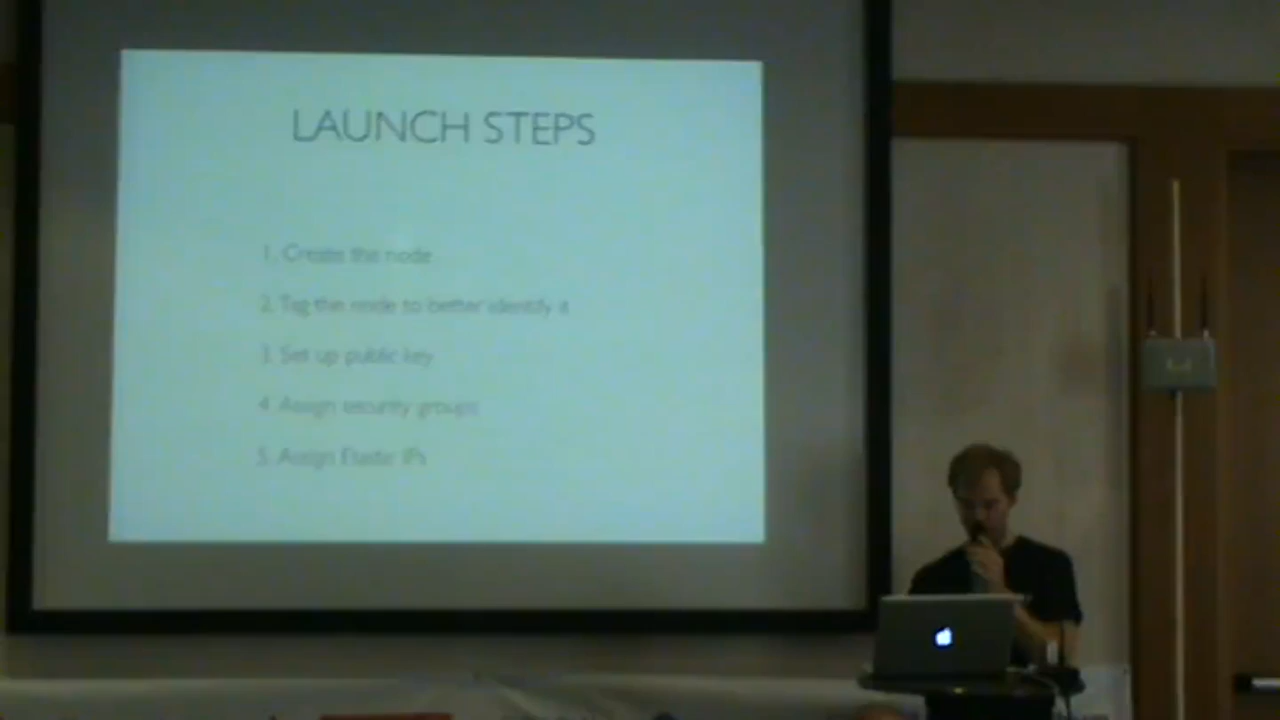 LAUNCH STEPS
1. Create the node
2. Tag the node to better identify it
3. Set up public key
4. Assign security groups
5. Assign Elastic IPs